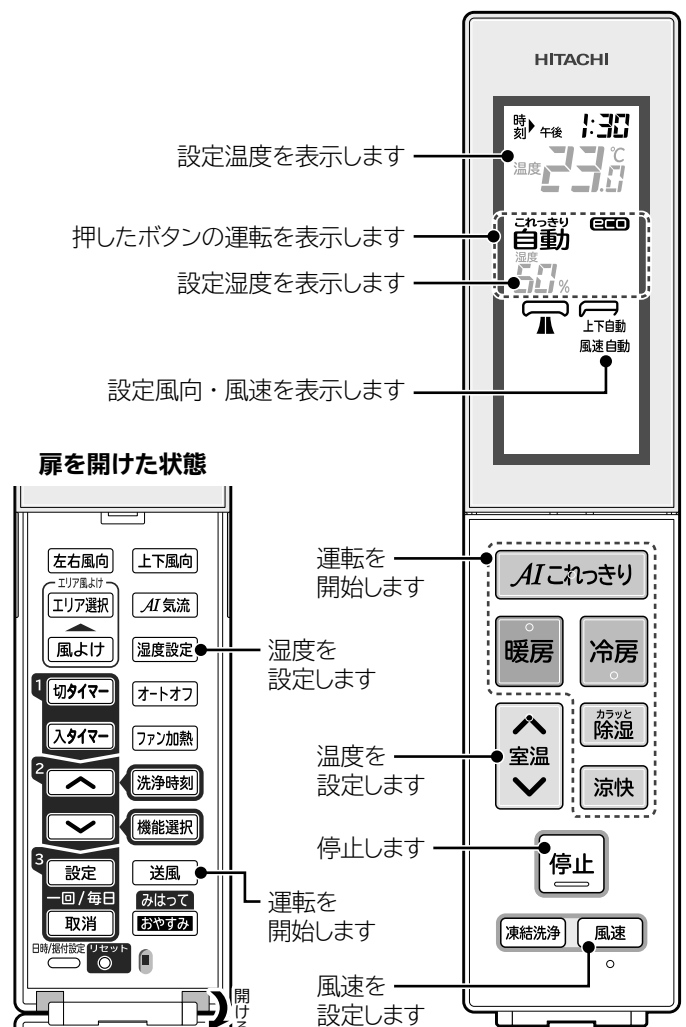 HITACHI
時刻 午後 1:30
設定温度を表示します
温度 23.0 ℃
押したボタンの運転を表示します
これっきり
自動
eco
設定湿度を表示します
湿度
50%
上下自動
風速自動
設定風向・風速を表示します
扉を開けた状態
左右風向
上下風向
エリア風よけ
エリア選択
AI気流
風よけ
湿度設定
湿度を
設定します
1
切タイマー
オートオフ
入タイマー
ファン加熱
2
洗浄時刻
機能選択
3
設定
送風
運転を
開始します
一回/毎日
みはって
取消
おやすみ
日時/据付設定
リセット
開ける
運転を
開始します
AIこれっきり
暖房
冷房
温度を
設定します
室温
カラッと
除湿
涼快
停止します
停止
凍結洗浄
風速
風速を
設定します